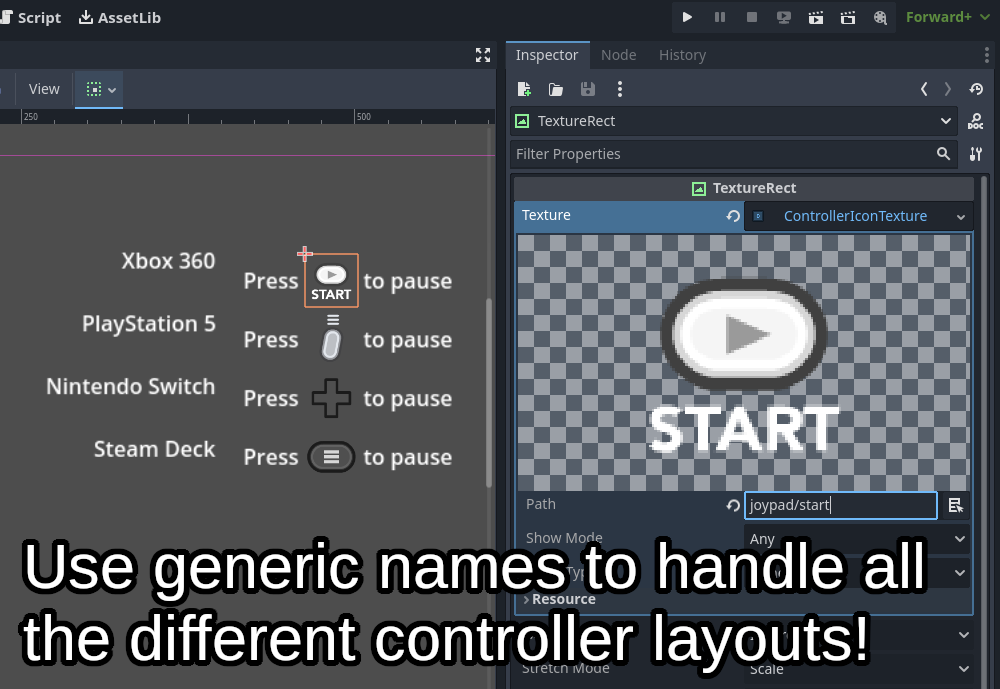 Script AssetLib Forward+
Inspector Node History
View
250 500
TextureRect
DOC
Filter Properties
TextureRect
Texture ControllerIconTexture
Xbox 360
Press START to pause
PlayStation 5
Press to pause
Nintendo Switch
Press to pause
Steam Deck
Press to pause
START
Path joypad/start
Show Mode Any
Resource
Use generic names to handle all
the different controller layouts!
Stretch Mode Scale